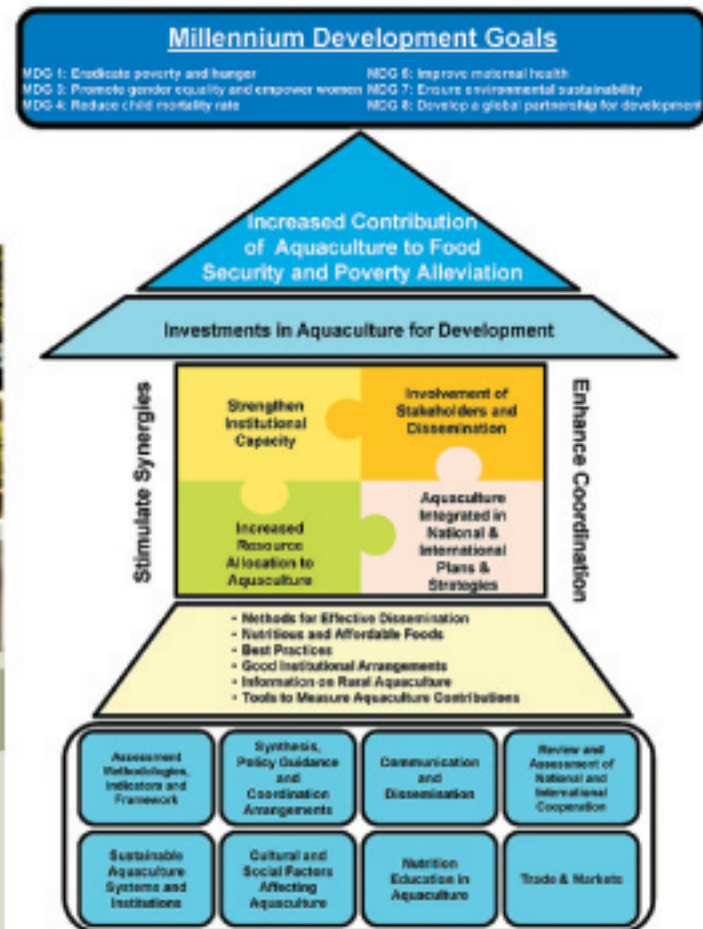 Millennium Development Goals
MDG 1: Eradicate poverty and hunger
MDG 3: Promote gender equality and empower women
MDG 4: Reduce child mortality rate
MDG 5: Improve maternal health
MDG 7: Ensure environmental sustainability
MDG 8: Develop a global partnership for development
Increased Contribution
of Aquaculture to Food
Security and Poverty Alleviation
Investments in Aquaculture for Development
Stimulate Synergies
Strengthen
Institutional
Capacity
Involvement of
Stakeholders and
Dissemination
Increased
Resource
Allocation to
Aquaculture
Aquaculture
Integrated in
National &
International
Plans &
Strategies
Enhance Coordination
• Methods for Effective Dissemination
• Nutritious and Affordable Foods
• Best Practices
• Good Institutional Arrangements
• Information on Rural Aquaculture
• Tools to Measure Aquaculture Contributions
Assessment
Methodologies,
Indicators and
Framework
Synthesis,
Policy Guidance
and
Coordination
Arrangements
Communication
and
Dissemination
Review and
Assessment of
National and
International
Cooperation
Sustainable
Aquaculture
Systems and
Institutions
Cultural and
Social Factors
Affecting
Aquaculture
Nutrition
Education in
Aquaculture
Trade & Markets